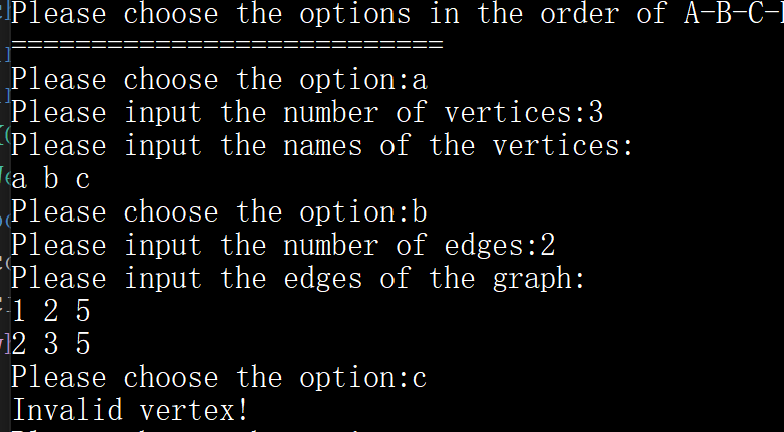 Please choose the options in the order of A-B-C-
===========================
Please choose the option:a
Please input the number of vertices:3
Please input the names of the vertices:
a b c
Please choose the option:b
Please input the number of edges:2
Please input the edges of the graph:
1 2 5
2 3 5
Please choose the option:c
Invalid vertex!